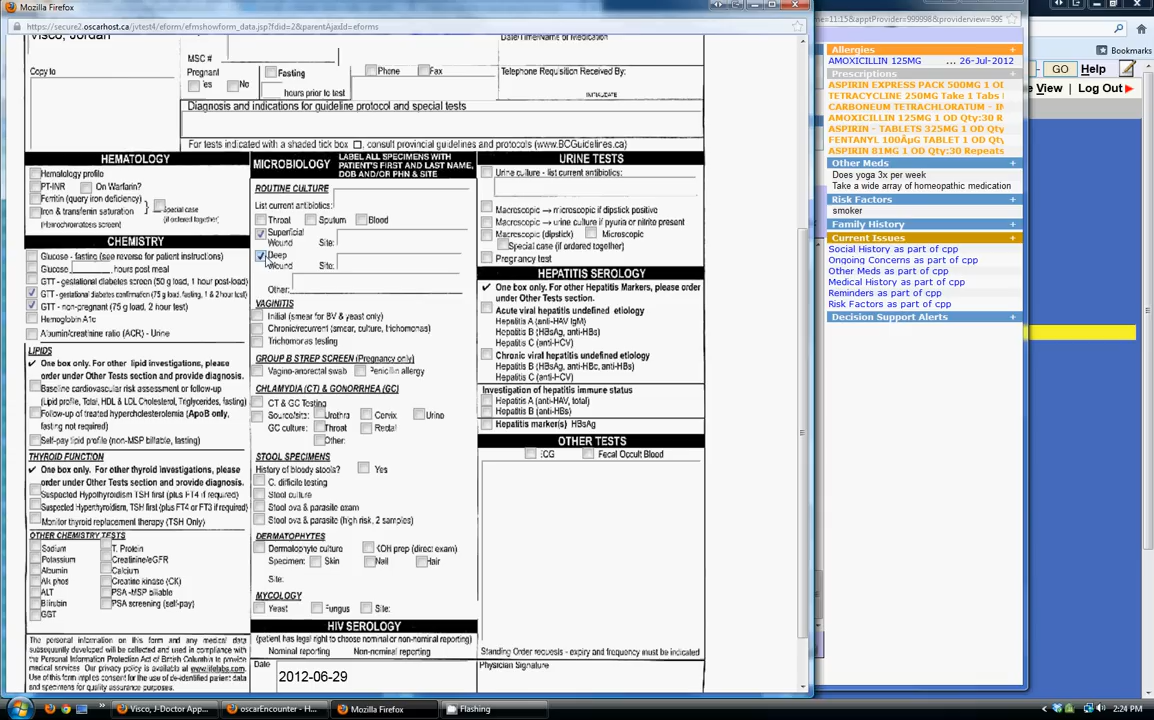 Mozilla Firefox
https://secure2.oscarhost.ca/jvtest4/eform/efmshowform_data.jsp?fdid=2&parentAjaxId=eforms
Visco, Jordan
MSC #
Date/Time/Name of Medication
Copy to
Pregnant
Yes No
Fasting
hours prior to test
Phone Fax
Telephone Requisition Received By:
Diagnosis and indications for guideline protocol and special tests
For tests indicated with a shaded tick box , consult provincial guidelines and protocols (www.BCGuidelines.ca)
HEMATOLOGY
Hematology profile
PT-INR On Warfarin?
Ferritin (query iron deficiency)
Iron & transferrin saturation
(Hemochromatosis screen)
Special case
(if ordered together)
CHEMISTRY
Glucose - fasting (see reverse for patient instructions)
Glucose hours post meal
GTT - gestational diabetes screen (50 g load, 1 hour post-load)
GTT - gestational diabetes confirmation (75 g load, fasting, 1 & 2 hour test)
GTT - non-pregnant (75 g load, 2 hour test)
Hemoglobin A1c
Albumin/creatinine ratio (ACR) - Urine
LIPIDS
✓ One box only. For other lipid investigations, please
order under Other Tests section and provide diagnosis.
Baseline cardiovascular risk assessment or follow-up
(Lipid profile, Total, HDL & LDL Cholesterol, Triglycerides, fasting)
Follow-up of treated hypercholesterolemia (ApoB only,
fasting not required)
Self-pay lipid profile (non-MSP billable, fasting)
THYROID FUNCTION
✓ One box only. For other thyroid investigations, please
order under Other Tests section and provide diagnosis.
Suspected Hypothyroidism TSH first (plus FT4 if required)
Suspected Hyperthyroidism, TSH first (plus FT4 or FT3 if required)
Monitor thyroid replacement therapy (TSH Only)
OTHER CHEMISTRY TESTS
Sodium T. Protein
Potassium Creatinine/eGFR
Albumin Calcium
Alk phos Creatine kinase (CK)
ALT PSA -MSP billable
Bilirubin PSA screening (self-pay)
GGT
The personal information on this form and any medical data
subsequently developed will be collected and used in compliance with
the Personal Information Protection Act of British Columbia to provide
medical services. Our privacy policy is available at www.lifelabs.com.
Use of this form implies consent for the use of de-identified patient data
and specimens for quality assurance purposes.
MICROBIOLOGY
LABEL ALL SPECIMENS WITH
PATIENT'S FIRST AND LAST NAME,
DOB AND/OR PHN & SITE
ROUTINE CULTURE
List current antibiotics:
Throat Sputum Blood
Superficial
Wound Site:
Deep
Wound Site:
Other:
VAGINITIS
Initial (smear for BV & yeast only)
Chronic/recurrent (smear, culture, trichomonas)
Trichomonas testing
GROUP B STREP SCREEN (Pregnancy only)
Vagino-anorectal swab Penicillin allergy
CHLAMYDIA (CT) & GONORRHEA (GC)
CT & GC Testing
Source/site: Urethra Cervix Urine
GC culture: Throat Rectal
Other:
STOOL SPECIMENS
History of bloody stools? Yes
C. difficile testing
Stool culture
Stool ova & parasite exam
Stool ova & parasite (high risk, 2 samples)
DERMATOPHYTES
Dermatophyte culture KOH prep (direct exam)
Specimen: Skin Nail Hair
Site:
MYCOLOGY
Yeast Fungus Site:
HIV SEROLOGY
(patient has legal right to choose nominal or non-nominal reporting)
Nominal reporting Non-nominal reporting
Date
2012-06-29
URINE TESTS
Urine culture - list current antibiotics:
Macroscopic → microscopic if dipstick positive
Macroscopic → urine culture if pyuria or nitrite present
Macroscopic (dipstick) Microscopic
Special case (if ordered together)
Pregnancy test
HEPATITIS SEROLOGY
✓ One box only. For other Hepatitis Markers, please order
under Other Tests section.
Acute viral hepatitis undefined etiology
Hepatitis A (anti-HAV IgM)
Hepatitis B (HBsAg, anti-HBc)
Hepatitis C (anti-HCV)
Chronic viral hepatitis undefined etiology
Hepatitis B (HBsAg, anti-HBc, anti-HBs)
Hepatitis C (anti-HCV)
Investigation of hepatitis immune status
Hepatitis A (anti-HAV, total)
Hepatitis B (anti-HBs)
Hepatitis marker(s) HBsAg
OTHER TESTS
ECG Fecal Occult Blood
Standing Order requests - expiry and frequency must be indicated
Physician Signature
me=11:15&apptProvider=999998&providerview=999
Allergies +
AMOXICILLIN 125MG ... 26-Jul-2012
Prescriptions +
ASPIRIN EXPRESS PACK 500MG 1 OD
TETRACYCLINE 250MG Take 1 Tabs
CARBONEUM TETRACHLORATUM - IN
AMOXICILLIN 125MG 1 OD Qty:30 R
ASPIRIN - TABLETS 325MG 1 OD Qty
FENTANYL 100Âµg TABLET 1 OD Qty
ASPIRIN 81MG 1 OD Qty:30 Repeats
Other Meds +
Does yoga 3x per week
Take a wide array of homeopathic medication
Risk Factors +
smoker
Family History +
Current Issues +
Social History as part of cpp
Ongoing Concerns as part of cpp
Other Meds as part of cpp
Medical History as part of cpp
Reminders as part of cpp
Risk Factors as part of cpp
Decision Support Alerts +
Bookmarks
GO Help
View | Log Out
Visco, J-Doctor App...
oscarEncounter - H...
Mozilla Firefox
Flashing
2:24 PM